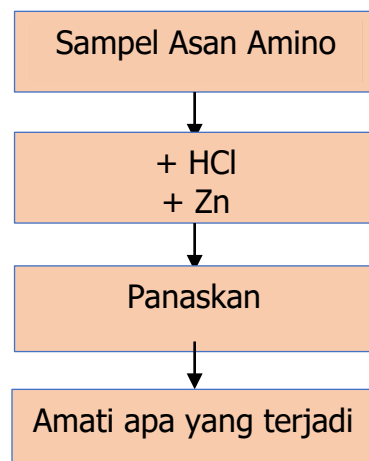 Sampel Asan Amino
+ HCl
+ Zn
Panaskan
Amati apa yang terjadi